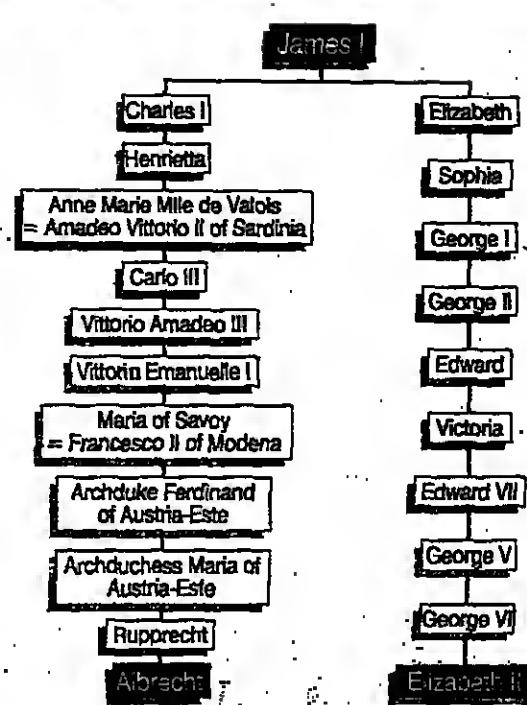 James I
Charles I
Henrietta
Anne Marie Mlle de Valois
= Amadeo Vittorio II of Sardinia
Carlo III
Vittorio Amadeo III
Vittorin Emanuelle I
Maria of Savoy
= Francesco II of Modena
Archduke Ferdinand
of Austria-Este
Archduchess Maria of
Austria-Este
Rupprecht
Albrecht
Elizabeth
Sophia
George I
George II
Edward
Victoria
Edward VII
George V
George VI
Elizabeth II